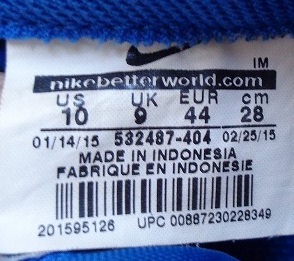 IM
nikebetterworld.com
US UK EUR cm
10 9 44 28
01/14/15 532487-404 02/25/15
MADE IN INDONESIA
FABRIQUE EN INDONESIE
201595126 UPC 00887230228349